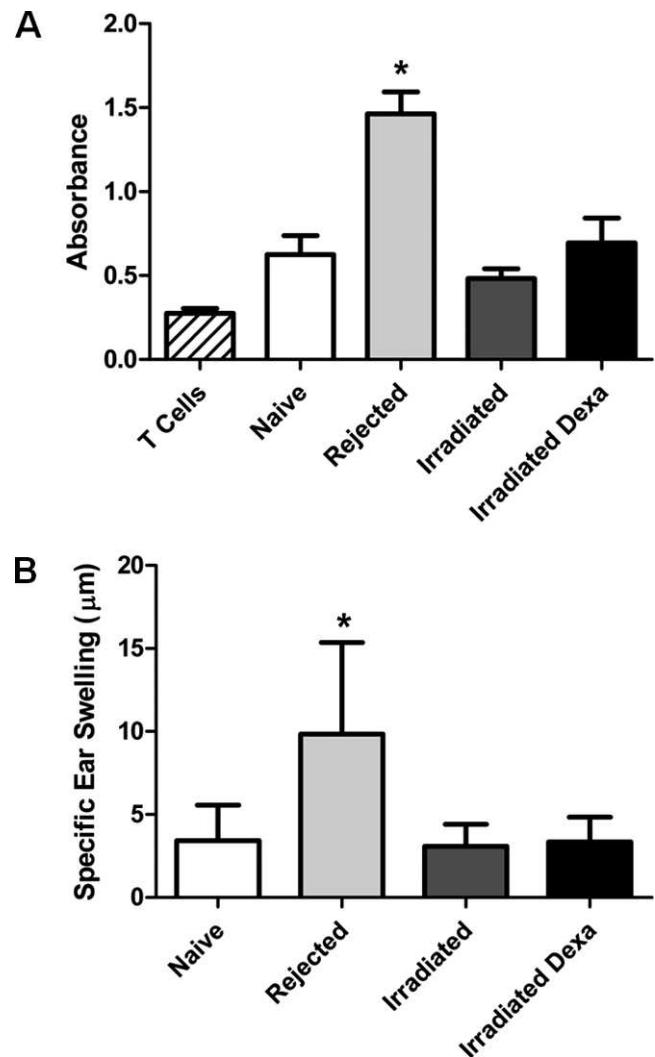 A
2.0
1.5
1.0
0.5
0.0
Absorbance
*
T Cells
Naive
Rejected
Irradiated
Irradiated Dexa
B
20
15
10
5
0
Specific Ear Swelling (μm)
*
Naive
Rejected
Irradiated
Irradiated Dexa